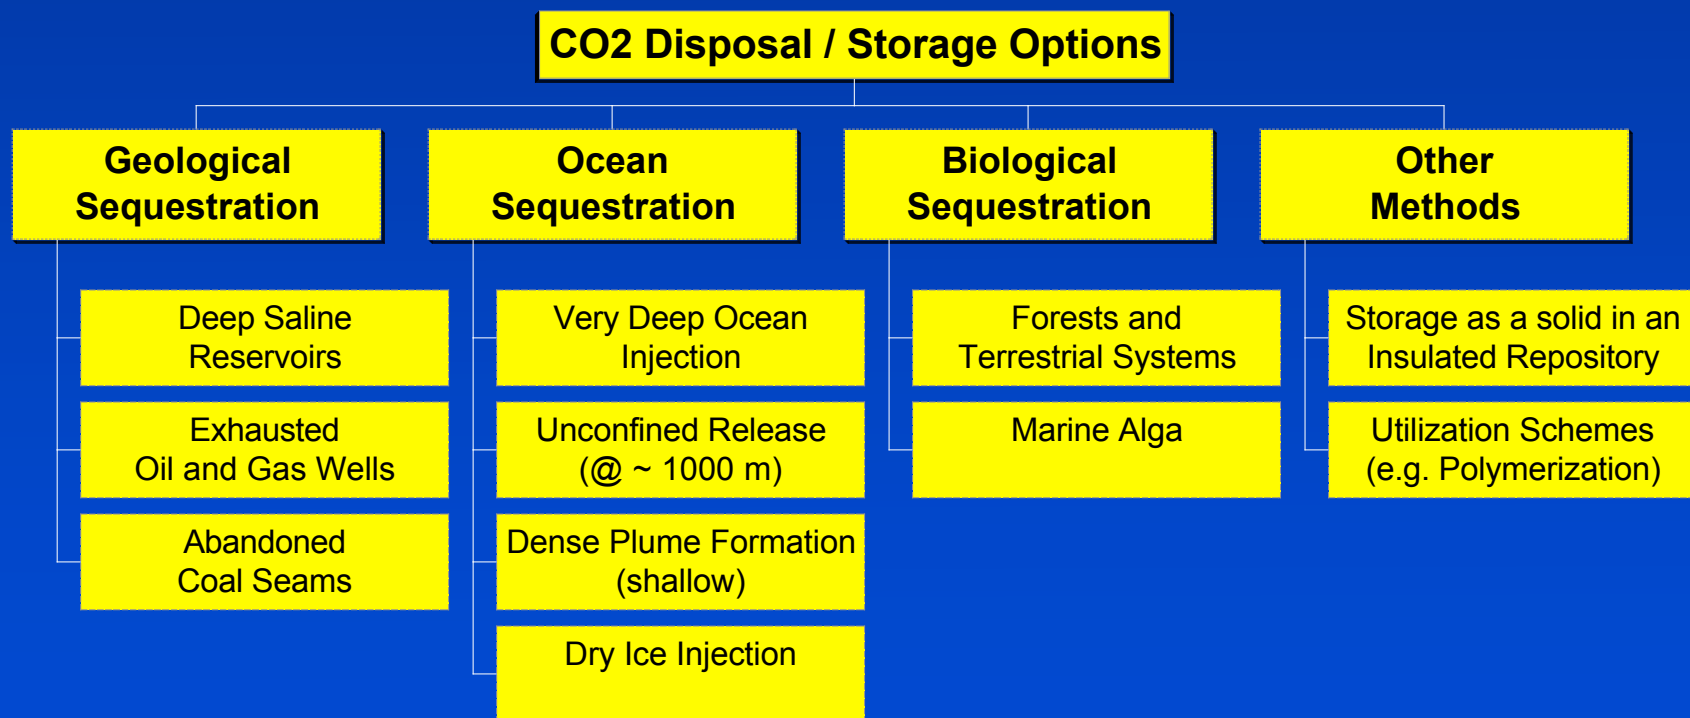 CO2 Disposal / Storage Options
Geological
Sequestration
Deep Saline
Reservoirs
Exhausted
Oil and Gas Wells
Abandoned
Coal Seams
Ocean
Sequestration
Very Deep Ocean
Injection
Unconfined Release
(@ ~ 1000 m)
Dense Plume Formation
(shallow)
Dry Ice Injection
Biological
Sequestration
Forests and
Terrestrial Systems
Marine Alga
Other
Methods
Storage as a solid in an
Insulated Repository
Utilization Schemes
(e.g. Polymerization)